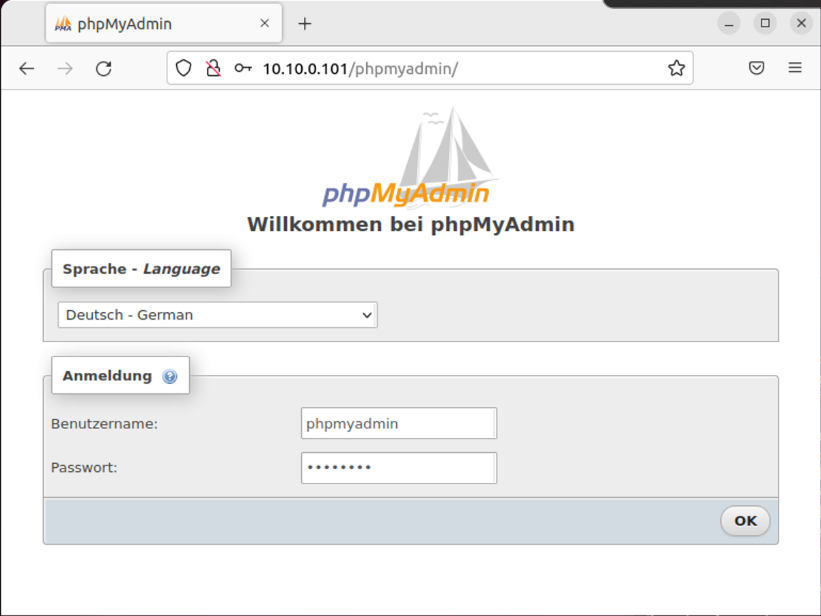 PMA phpMyAdmin
10.10.0.101/phpmyadmin/
phpMyAdmin
Willkommen bei phpMyAdmin
Sprache - Language
Deutsch - German
Anmeldung ?
Benutzername:
phpmyadmin
Passwort:
••••••••
OK